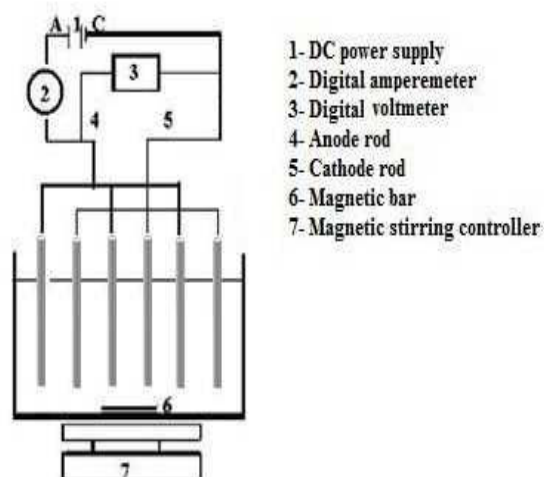 A 1 C
3
2
4
5
6
7
1- DC power supply
2- Digital amperemeter
3- Digital voltmeter
4- Anode rod
5- Cathode rod
6- Magnetic bar
7- Magnetic stirring controller